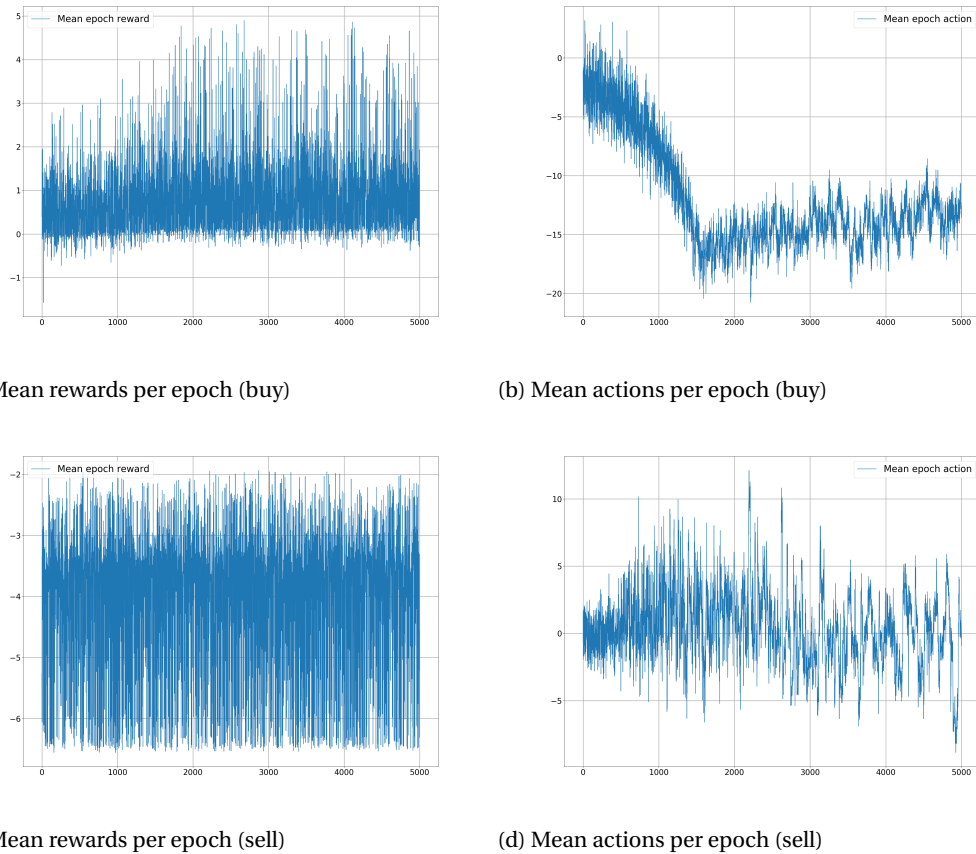 Mean epoch reward
5
4
3
2
1
0
−1
0 1000 2000 3000 4000 5000
Mean epoch action
0
−5
−10
−15
−20
0 1000 2000 3000 4000 5000
Mean rewards per epoch (buy)
(b) Mean actions per epoch (buy)
Mean epoch reward
−2
−3
−4
−5
−6
0 1000 2000 3000 4000 5000
Mean epoch action
10
5
0
−5
0 1000 2000 3000 4000 5000
Mean rewards per epoch (sell)
(d) Mean actions per epoch (sell)